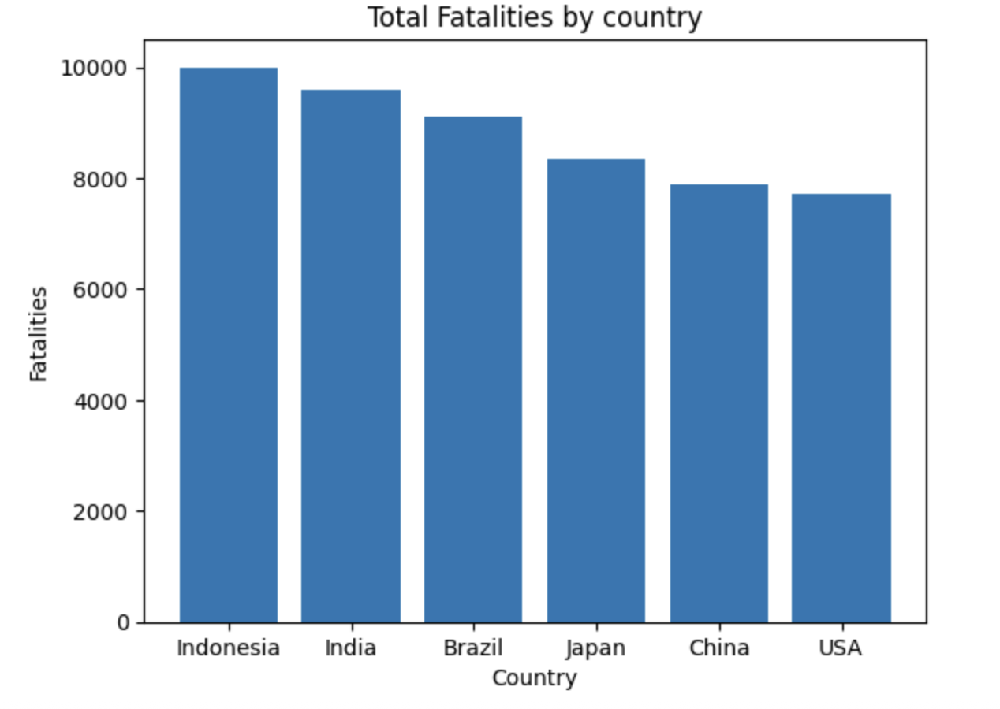 Total Fatalities by country
10000
8000
6000
4000
2000
0
Fatalities
Indonesia India Brazil Japan China USA
Country